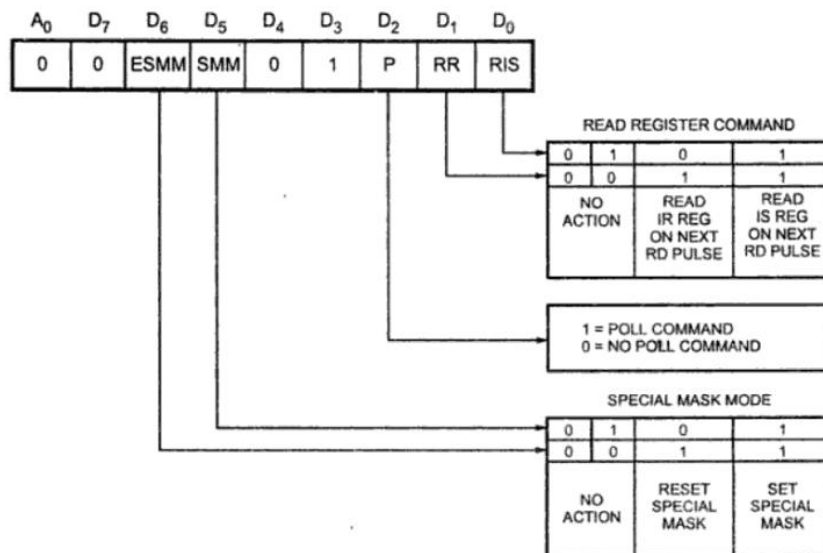 A0 D7 D6 D5 D4 D3 D2 D1 D0
0 0 ESMM SMM 0 1 P RR RIS
READ REGISTER COMMAND
0 1 0 1
0 0 1 1
NO ACTION
READ IR REG ON NEXT RD PULSE
READ IS REG ON NEXT RD PULSE
1 = POLL COMMAND
0 = NO POLL COMMAND
SPECIAL MASK MODE
0 1 0 1
0 0 1 1
NO ACTION
RESET SPECIAL MASK
SET SPECIAL MASK